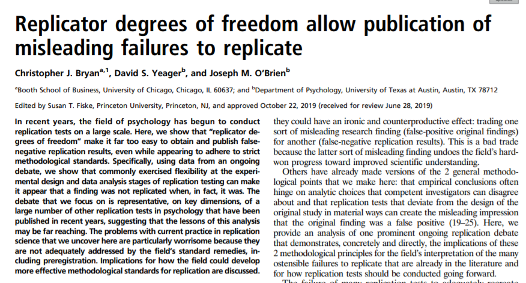 Replicator degrees of freedom allow publication of
misleading failures to replicate
Christopher J. Bryan a,1, David S. Yeager b, and Joseph M. O'Brien b
a Booth School of Business, University of Chicago, Chicago, IL 60637; and b Department of Psychology, University of Texas at Austin, Austin, TX 78712
Edited by Susan T. Fiske, Princeton University, Princeton, NJ, and approved October 22, 2019 (received for review June 28, 2019)
In recent years, the field of psychology has begun to conduct
replication tests on a large scale. Here, we show that "replicator de-
grees of freedom" make it far too easy to obtain and publish false-
negative replication results, even while appearing to adhere to strict
methodological standards. Specifically, using data from an ongoing
debate, we show that commonly exercised flexibility at the experi-
mental design and data analysis stages of replication testing can make
it appear that a finding was not replicated when, in fact, it was. The
debate that we focus on is representative, on key dimensions, of a
large number of other replication tests in psychology that have been
published in recent years, suggesting that the lessons of this analysis
may be far reaching. The problems with current practice in replication
science that we uncover here are particularly worrisome because they
are not adequately addressed by the field's standard remedies, in-
cluding preregistration. Implications for how the field could develop
more effective methodological standards for replication are discussed.
they could have an ironic and counterproductive effect: trading one
sort of misleading research finding (false-positive original findings)
for another (false-negative replication results). This is a bad trade
because the latter sort of misleading finding undoes the field's hard-
won progress toward improved scientific understanding.
Others have already made versions of the 2 general methodo-
logical points that we make here: that empirical conclusions often
hinge on analytic choices that competent investigators can disagree
about and that replication tests that deviate from the design of the
original study in material ways can create the misleading impression
that the original finding was a false positive (19–25). Here, we
provide an analysis of one prominent ongoing replication debate
that demonstrates, concretely and directly, the implications of these
2 methodological principles for the field's interpretation of the many
ostensible failures to replicate that are already in the literature and
for how replication tests should be conducted going forward.